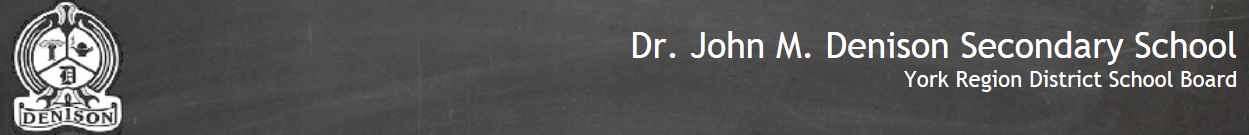 Dr. John M. Denison Secondary School
York Region District School Board
D
DENISON